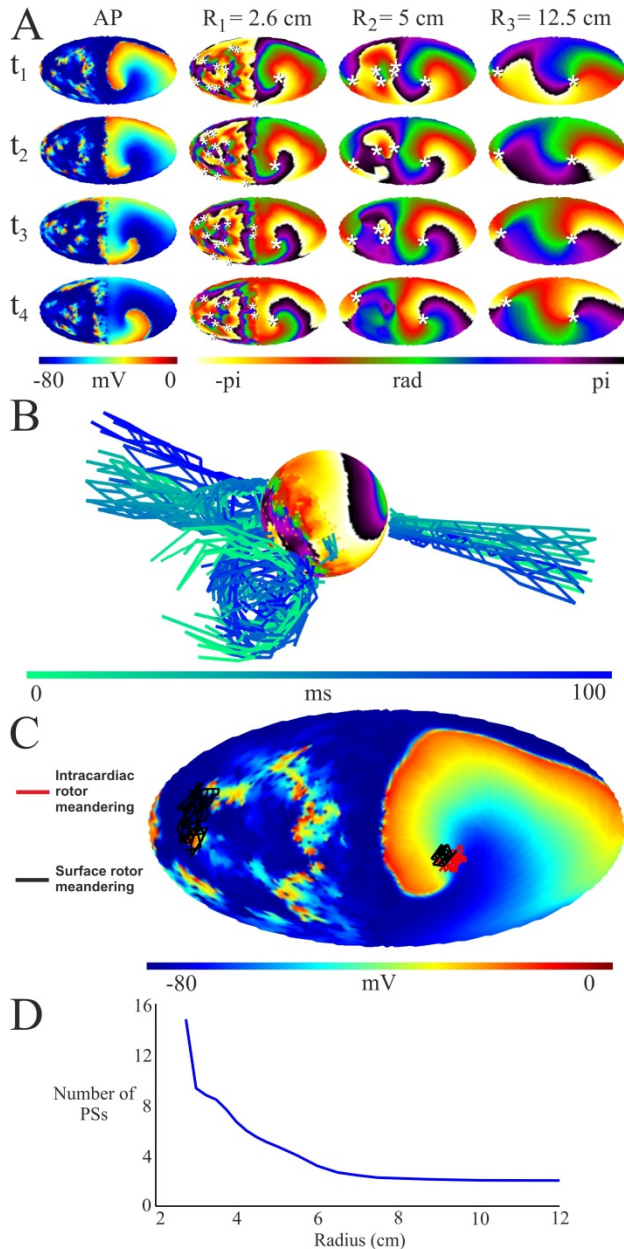 A
AP R₁ = 2.6 cm R₂ = 5 cm R₃ = 12.5 cm
t₁
t₂
t₃
t₄
-80 mV 0 -pi rad pi
B
0 ms 100
C
Intracardiac
rotor
meandering
Surface rotor
meandering
-80 mV 0
D
16
12
Number of
PSs
8
4
0
2 4 6 8 10 12
Radius (cm)